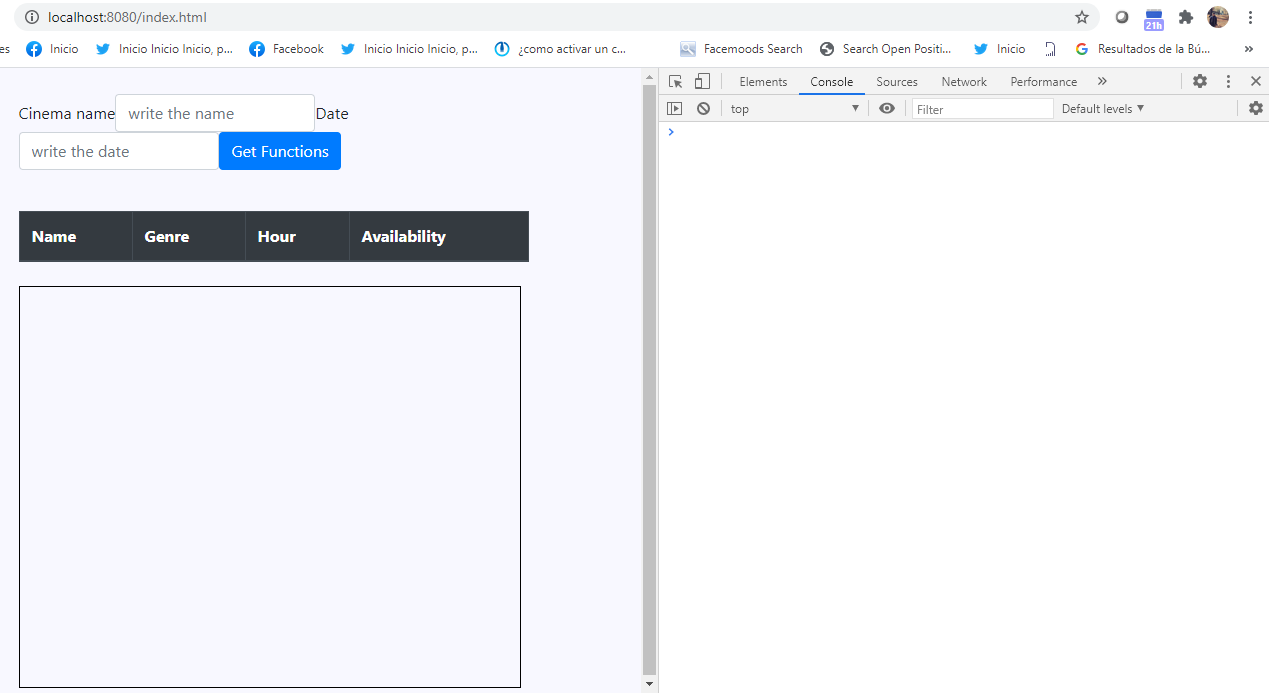 localhost:8080/index.html
21h
es Inicio Inicio Inicio Inicio, p... Facebook Inicio Inicio Inicio, p... ¿como activar un c... Facemoods Search Search Open Positi... Inicio Resultados de la Bú... »
Elements Console Sources Network Performance »
top Filter Default levels
Cinema name write the name Date
write the date Get Functions
Name Genre Hour Availability